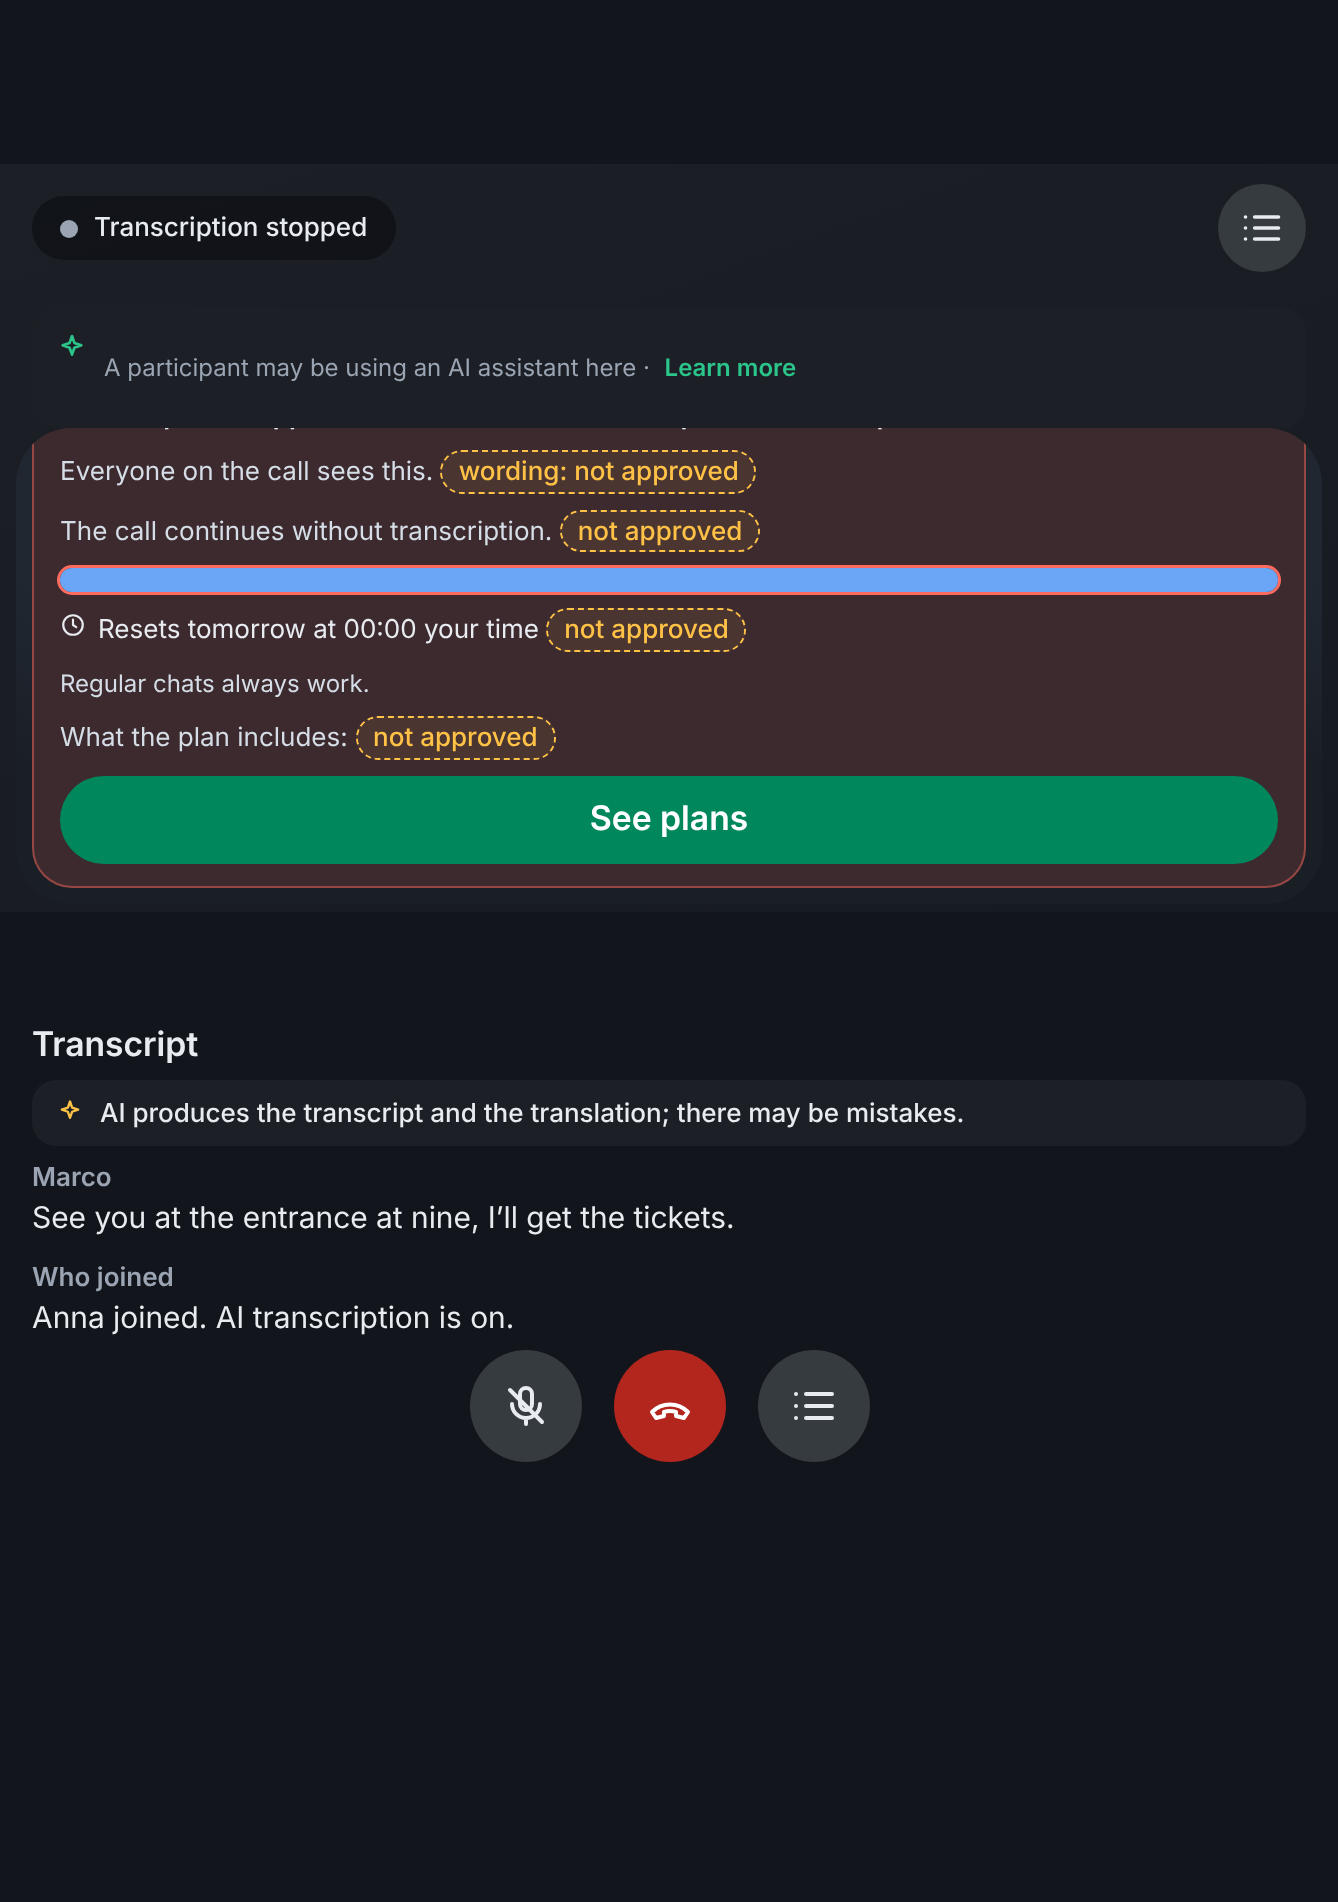 Transcription stopped
A participant may be using an AI assistant here · Learn more
Everyone on the call sees this. wording: not approved
The call continues without transcription. not approved
Resets tomorrow at 00:00 your time not approved
Regular chats always work.
What the plan includes: not approved
See plans
Transcript
AI produces the transcript and the translation; there may be mistakes.
Marco
See you at the entrance at nine, I’ll get the tickets.
Who joined
Anna joined. AI transcription is on.